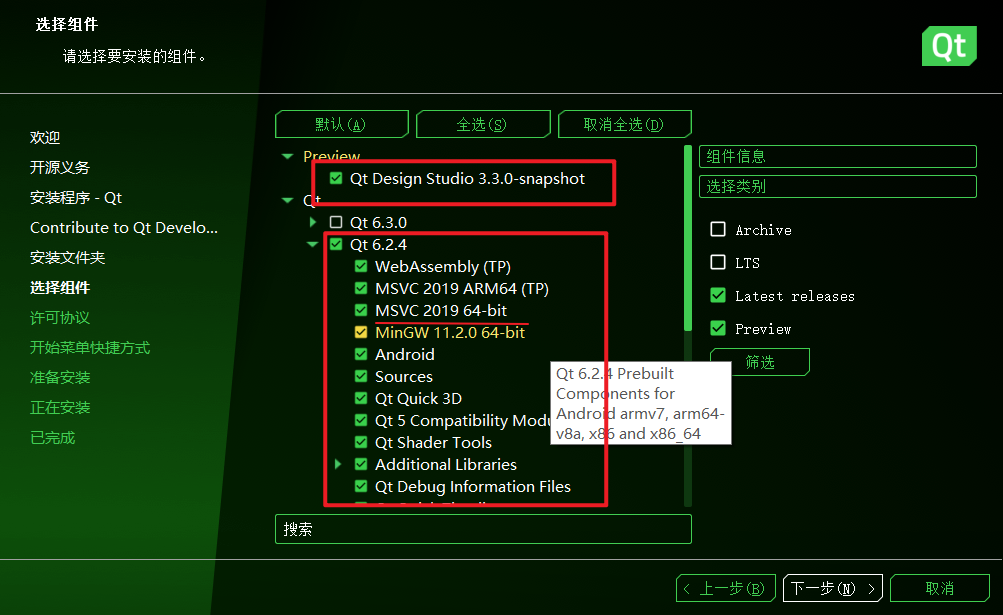 选择组件
请选择要安装的组件。
Qt
欢迎
开源义务
安装程序 - Qt
Contribute to Qt Develo...
安装文件夹
选择组件
许可协议
开始菜单快捷方式
准备安装
正在安装
已完成
默认(A)
全选(S)
取消全选(D)
Preview
Qt Design Studio 3.3.0-snapshot
Qt
Qt 6.3.0
Qt 6.2.4
WebAssembly (TP)
MSVC 2019 ARM64 (TP)
MSVC 2019 64-bit
MinGW 11.2.0 64-bit
Android
Sources
Qt Quick 3D
Qt 5 Compatibility Modu
Qt Shader Tools
Additional Libraries
Qt Debug Information Files
搜索
组件信息
选择类别
Archive
LTS
Latest releases
Preview
筛选
Qt 6.2.4 Prebuilt
Components for
Android armv7, arm64-
v8a, x86 and x86_64
< 上一步(B)
下一步(N) >
取消